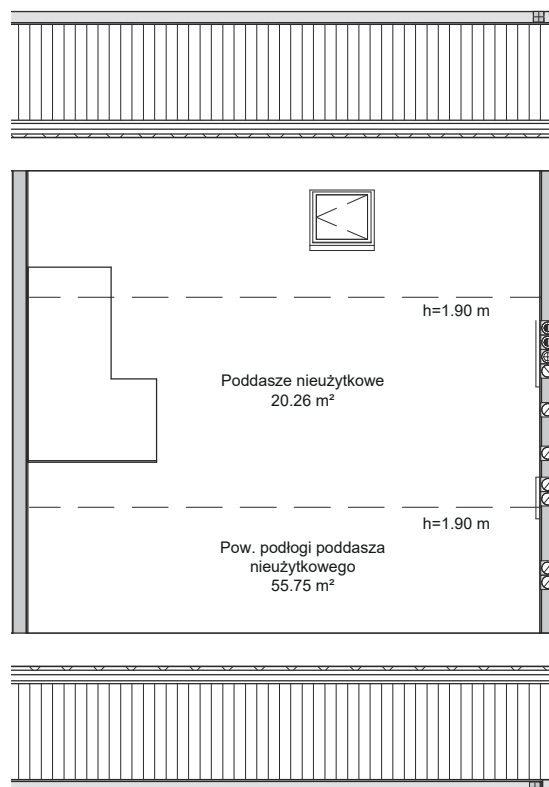 h=1.90 m
Poddasze nieużytkowe
20.26 m²
h=1.90 m
Pow. podłogi poddasza
nieużytkowego
55.75 m²